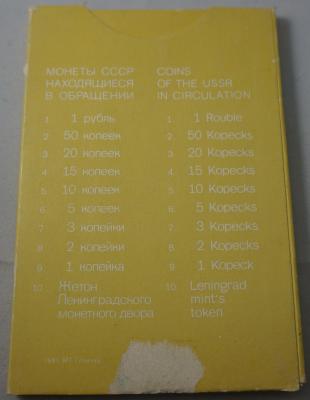 МОНЕТЫ СССР
НАХОДЯЩИЕСЯ
В ОБРАЩЕНИИ
1 1 рубль
2 50 копеек
3 20 копеек
4 15 копеек
5 10 копеек
6 5 копеек
7 3 копейки
8 2 копейки
9 1 копейка
10 Жетон
Ленинградского
монетного двора
COINS
OF THE USSR
IN CIRCULATION
1. 1 Rouble
2. 50 Kopecks
3. 20 Kopecks
4. 15 Kopecks
5. 10 Kopecks
6. 5 Kopecks
7. 3 Kopecks
8. 2 Kopecks
9. 1 Kopeck
10. Leningrad
mint's
token